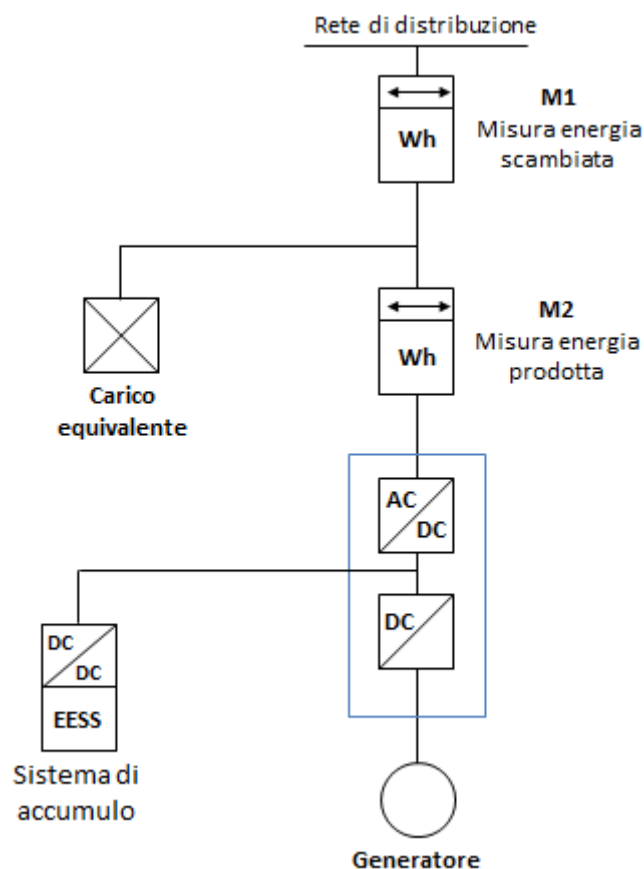 Rete di distribuzione
M1
Misura energia
scambiata
Wh
M2
Misura energia
prodotta
Wh
Carico
equivalente
AC
DC
DC
DC
DC
EESS
Sistema di
accumulo
Generatore